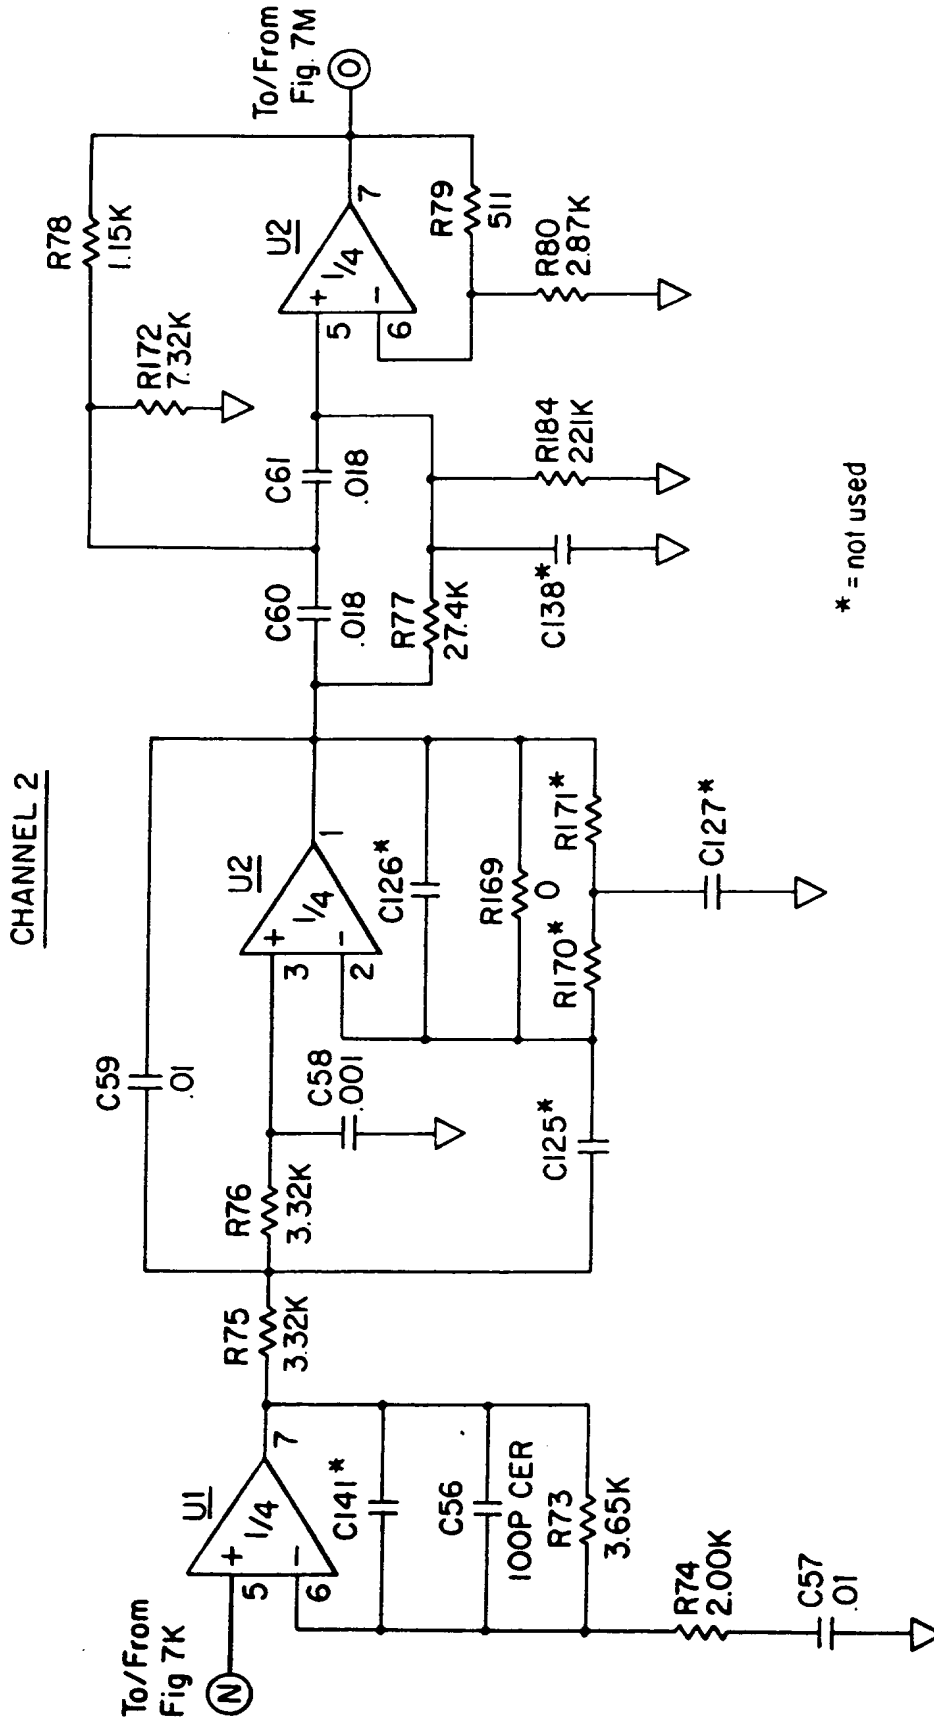 CHANNEL 2
To/From
Fig 7K
N
U1
1/4
+
-
5
6
7
C141*
C56
100P CER
R73
3.65K
R74
2.00K
C57
.01
R75
3.32K
R76
3.32K
C59
.01
C58
.001
U2
1/4
+
-
3
2
1
C126*
R169
0
R170*
R171*
C125*
C127*
C60
.018
C61
.018
R77
27.4K
C138*
R184
221K
R172
7.32K
R78
1.15K
U2
1/4
+
-
5
6
7
R79
511
R80
2.87K
To/From
Fig. 7M
O
* = not used